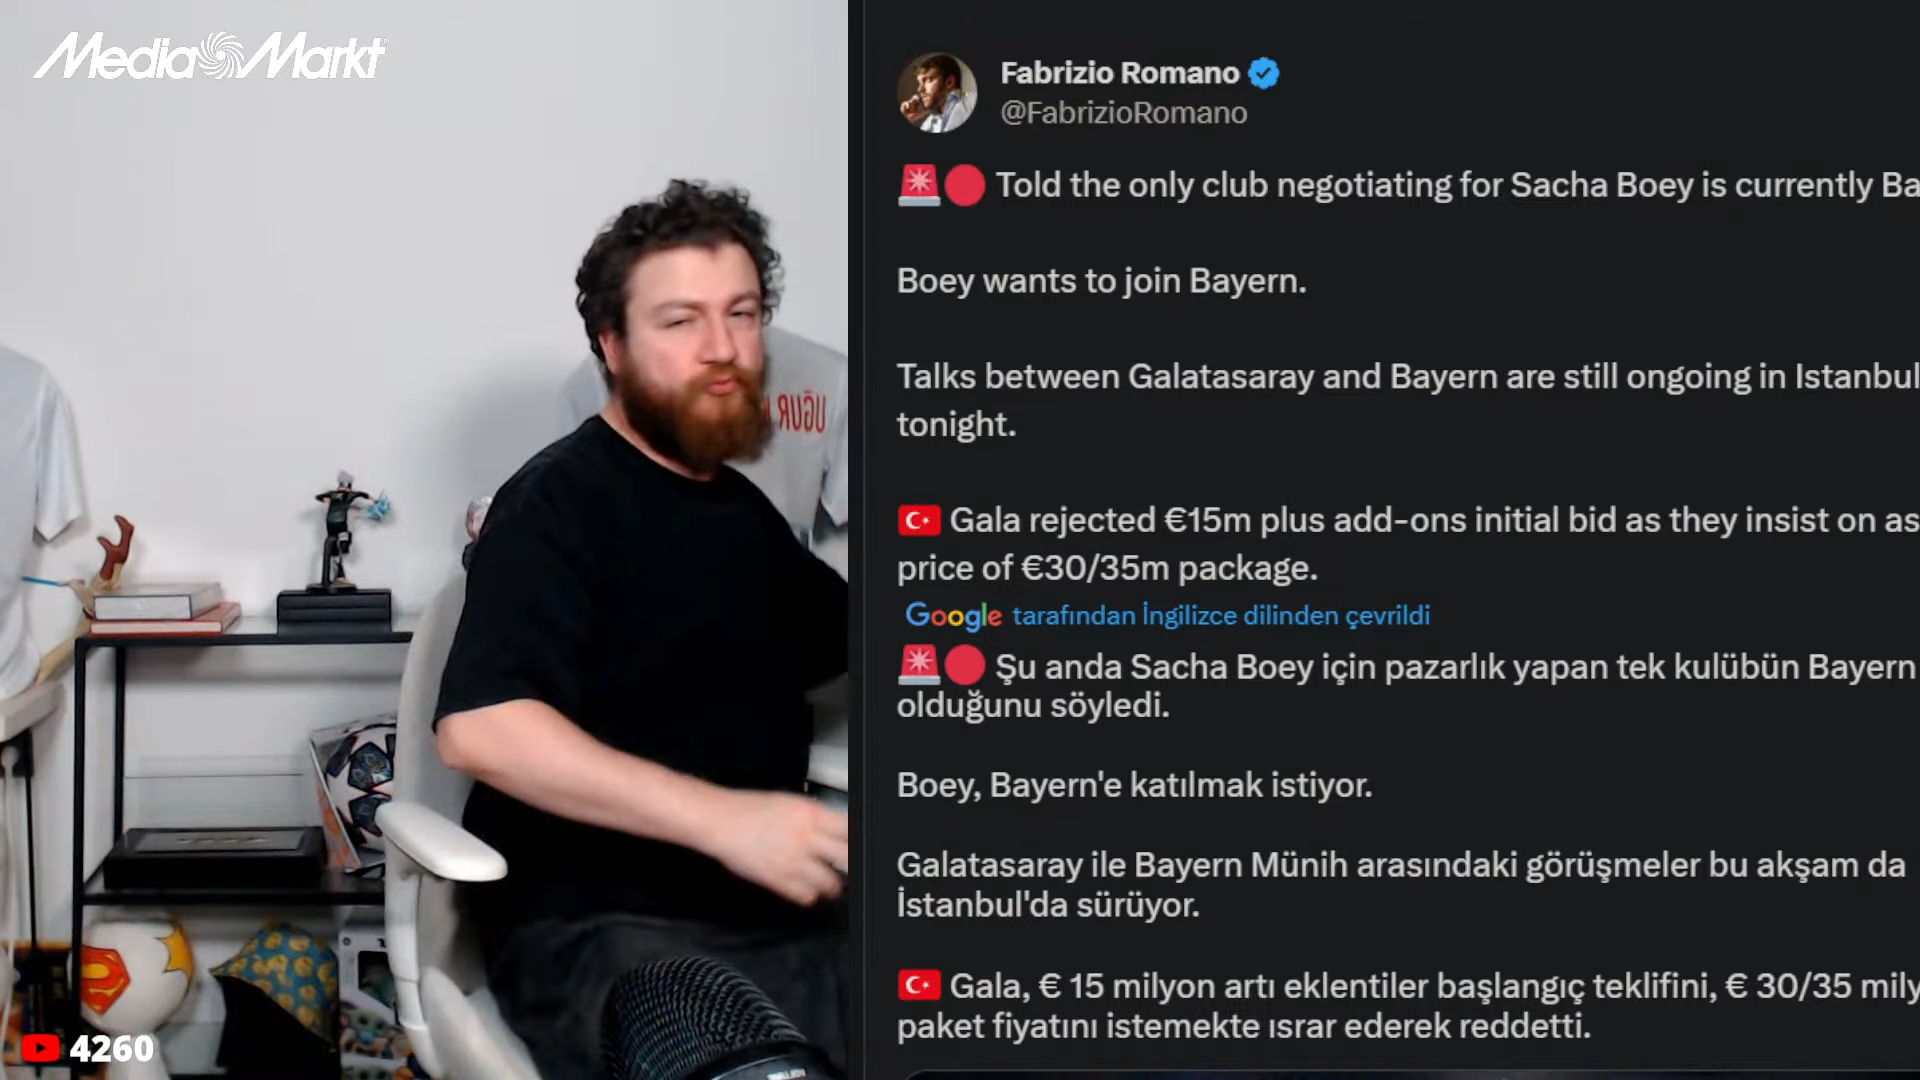 MediaMarkt
Fabrizio Romano
@FabrizioRomano
Told the only club negotiating for Sacha Boey is currently Ba
Boey wants to join Bayern.
Talks between Galatasaray and Bayern are still ongoing in Istanbul
tonight.
Gala rejected €15m plus add-ons initial bid as they insist on as
price of €30/35m package.
Google tarafından İngilizce dilinden çevrildi
Şu anda Sacha Boey için pazarlık yapan tek kulübün Bayern
olduğunu söyledi.
Boey, Bayern'e katılmak istiyor.
Galatasaray ile Bayern Münih arasındaki görüşmeler bu akşam da
İstanbul'da sürüyor.
Gala, € 15 milyon artı eklentiler başlangıç teklifini, € 30/35 mily
paket fiyatını istemekte ısrar ederek reddetti.
UĞUR
4260